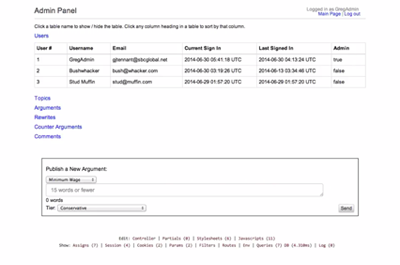 Admin Panel
Logged in as GregAdmin
Main Page | Log out
Click a table name to show / hide the table. Click any column heading in a table to sort by that column.
Users
User # Username Email Current Sign In Last Signed In Admin
1 GregAdmin gjtennant@sbcglobal.net 2014-06-30 05:41:18 UTC 2014-06-30 04:13:24 UTC true
2 Bushwhacker bush@whacker.com 2014-06-30 03:19:26 UTC 2014-06-13 03:34:46 UTC false
3 Stud Muffin stud@muffin.com 2014-06-29 01:57:20 UTC 2014-06-29 01:57:20 UTC false
Topics
Arguments
Rewrites
Counter Arguments
Comments
Publish a New Argument:
Minimum Wage
15 words or fewer
0 words
Tier: Conservative
Send
Edit: Controller | Partials (0) | Stylesheets (6) | Javascripts (11)
Show: Assigns (7) | Session (4) | Cookies (2) | Params (2) | Filters | Routes | Env | Queries (7) DB (4.310ms) | Log (8)